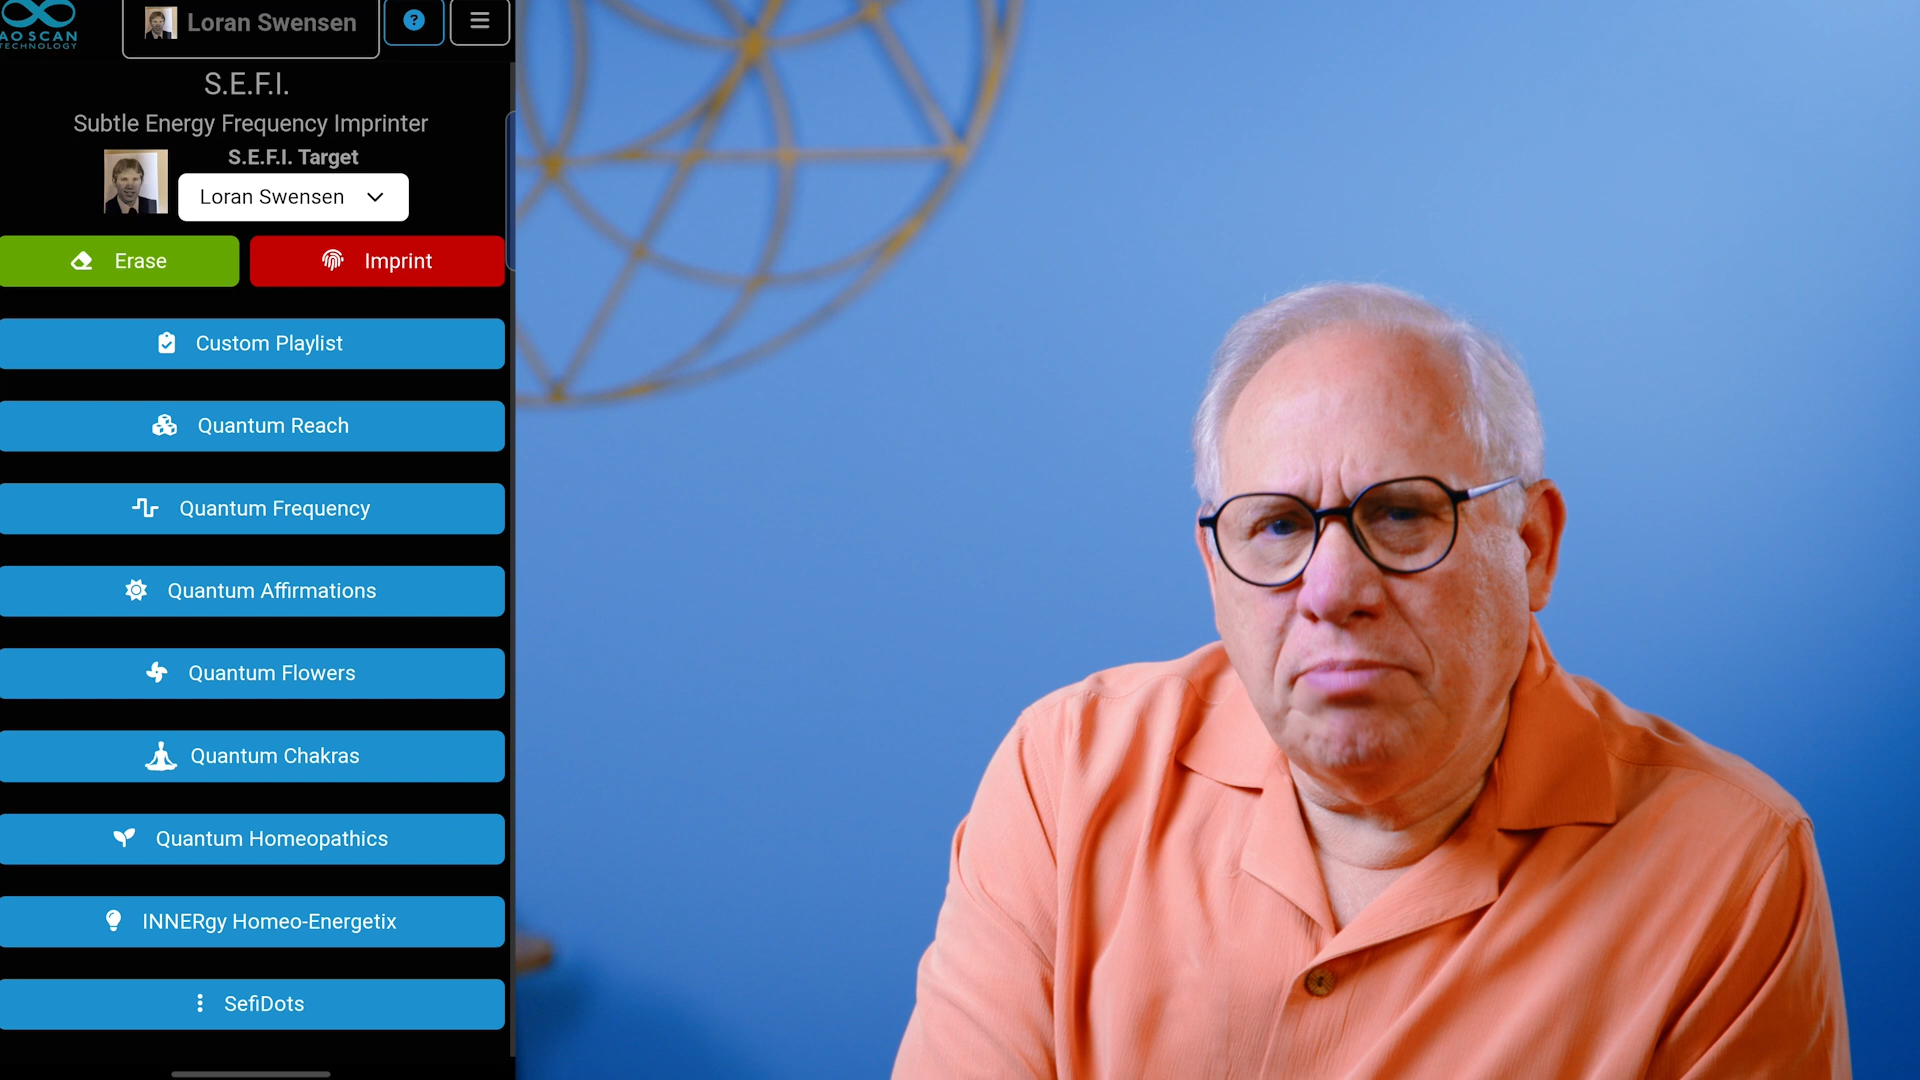 AO SCAN
TECHNOLOGY
Loran Swensen
?
S.E.F.I.
Subtle Energy Frequency Imprinter
S.E.F.I. Target
Loran Swensen
Erase
Imprint
Custom Playlist
Quantum Reach
Quantum Frequency
Quantum Affirmations
Quantum Flowers
Quantum Chakras
Quantum Homeopathics
INNERgy Homeo-Energetix
SefiDots